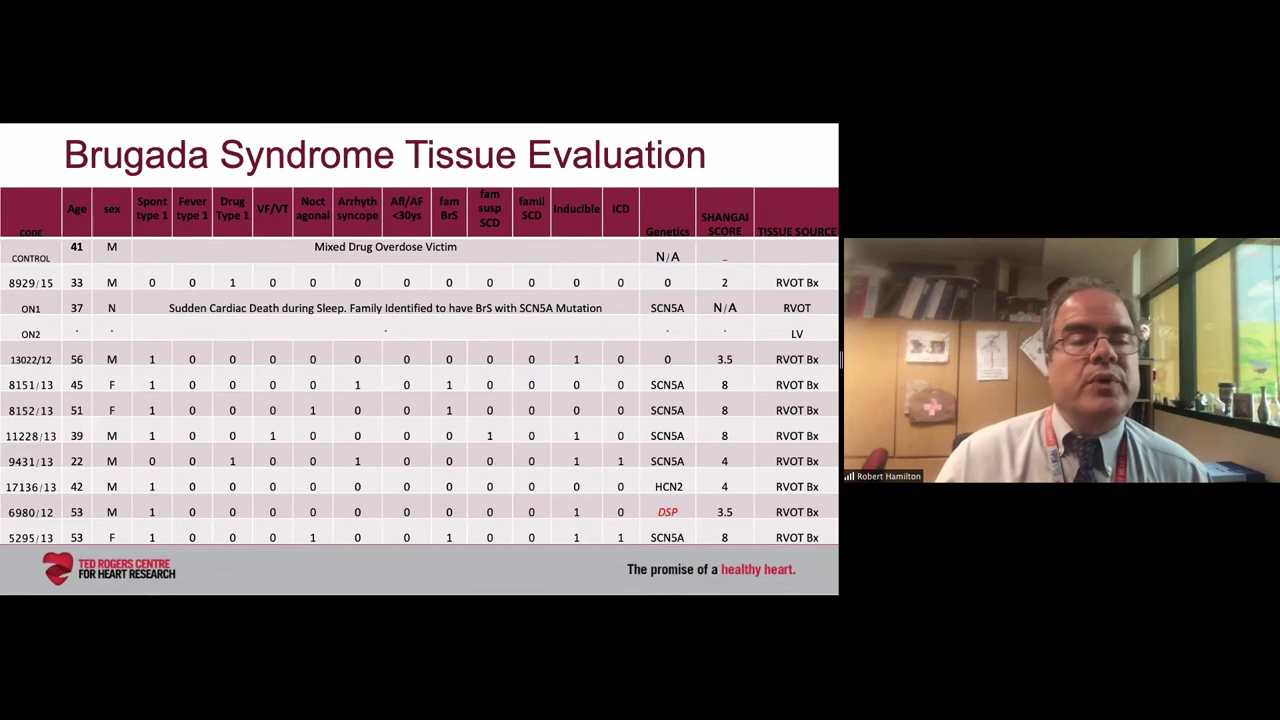 Brugada Syndrome Tissue Evaluation
CODE Age sex Spont type 1 Fever type 1 Drug Type 1 VF/VT Noct agonal Arrhyth syncope Afl/AF <30ys fam BrS fam susp SCD famil SCD Inducible ICD Genetics SHANGAI SCORE TISSUE SOURCE
CONTROL 41 M Mixed Drug Overdose Victim N/A _
8929/15 33 M 0 0 1 0 0 0 0 0 0 0 0 0 0 2 RVOT Bx
ON1 37 N Sudden Cardiac Death during Sleep. Family Identified to have BrS with SCN5A Mutation SCN5A N/A RVOT
ON2 " " " " " LV
13022/12 56 M 1 0 0 0 0 0 0 0 0 0 1 0 0 3.5 RVOT Bx
8151/13 45 F 1 0 0 0 0 1 0 1 0 0 0 0 SCN5A 8 RVOT Bx
8152/13 51 F 1 0 0 0 1 0 0 1 0 0 0 0 SCN5A 8 RVOT Bx
11228/13 39 M 1 0 0 1 0 0 0 0 1 0 1 0 SCN5A 8 RVOT Bx
9431/13 22 M 0 0 1 0 0 1 0 0 0 0 1 1 SCN5A 4 RVOT Bx
17136/13 42 M 1 0 0 0 0 0 0 0 0 0 0 0 HCN2 4 RVOT Bx
6980/12 53 M 1 0 0 0 0 0 0 0 0 0 1 0 DSP 3.5 RVOT Bx
5295/13 53 F 1 0 0 0 1 0 0 1 0 0 1 1 SCN5A 8 RVOT Bx
TED ROGERS CENTRE
FOR HEART RESEARCH
The promise of a healthy heart.
Robert Hamilton